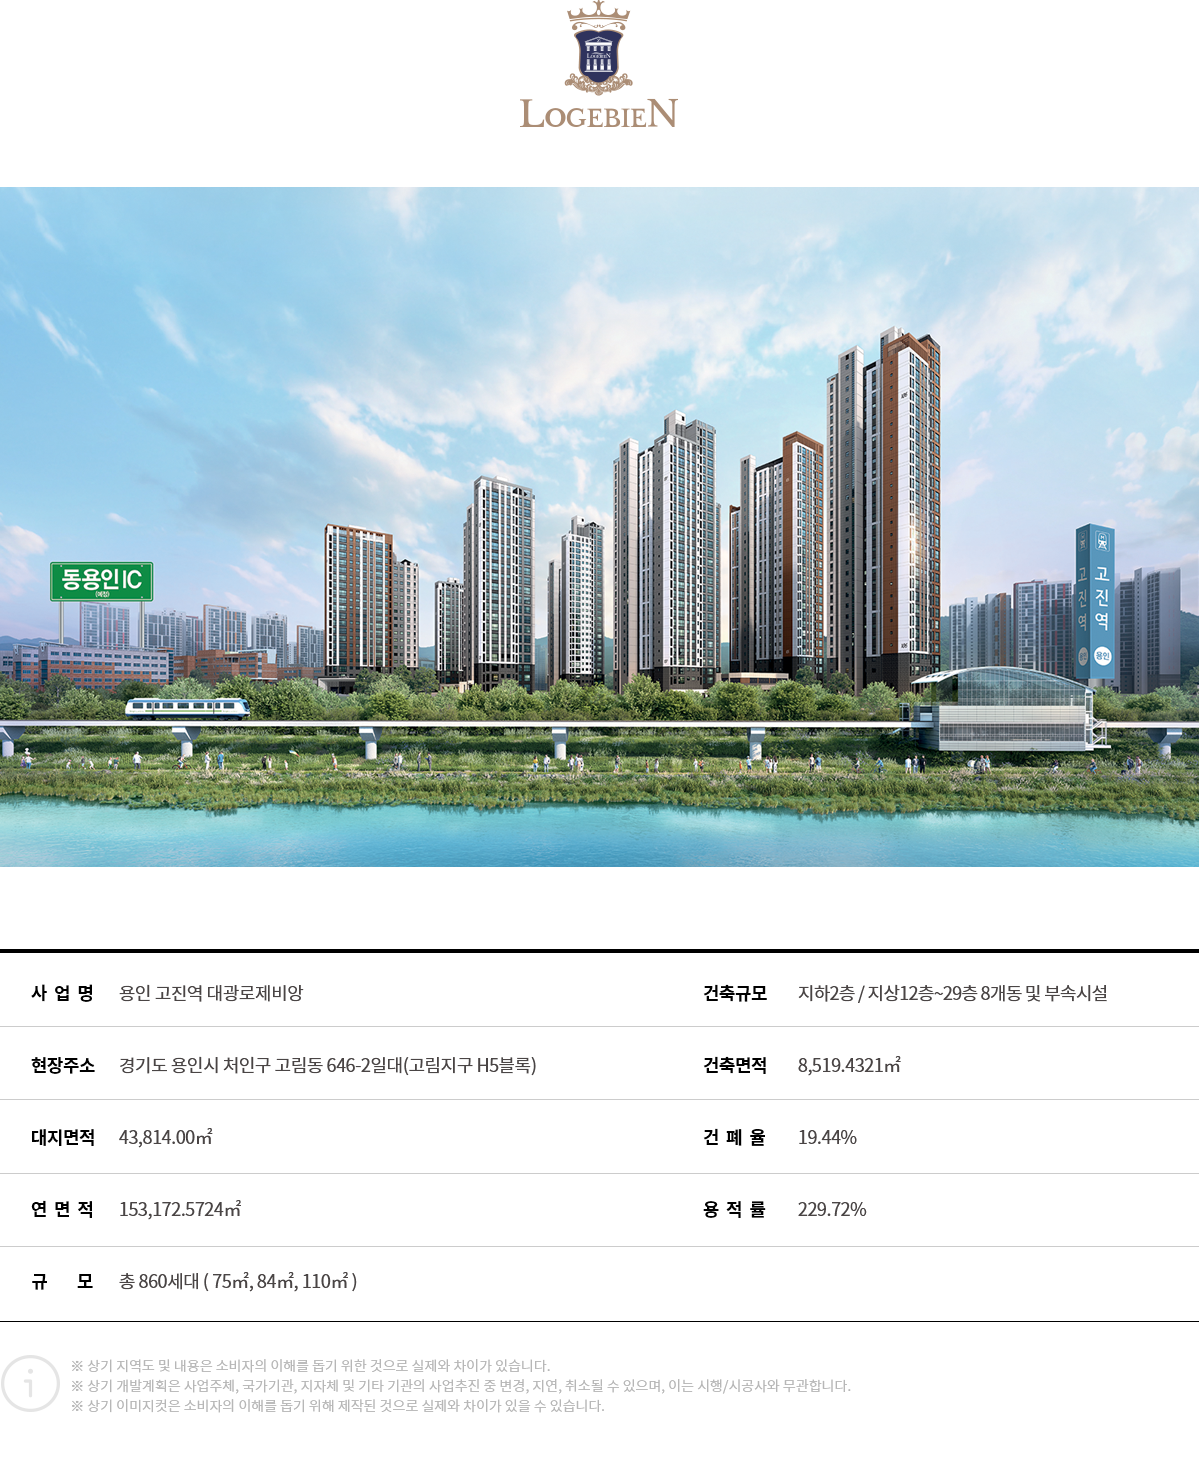 LOGEBIEN
LOGEBIEN
동용인IC
(예정)
고진역
고진역
용인
사 업 명 용인 고진역 대광로제비앙
건축규모 지하2층 / 지상12층~29층 8개동 및 부속시설
현장주소 경기도 용인시 처인구 고림동 646-2일대(고림지구 H5블록)
건축면적 8,519.4321㎡
대지면적 43,814.00㎡
건 폐 율 19.44%
연 면 적 153,172.5724㎡
용 적 률 229.72%
규 모 총 860세대 ( 75㎡, 84㎡, 110㎡ )
※ 상기 지역도 및 내용은 소비자의 이해를 돕기 위한 것으로 실제와 차이가 있습니다.
※ 상기 개발계획은 사업주체, 국가기관, 지자체 및 기타 기관의 사업추진 중 변경, 지연, 취소될 수 있으며, 이는 시행/시공사와 무관합니다.
※ 상기 이미지컷은 소비자의 이해를 돕기 위해 제작된 것으로 실제와 차이가 있을 수 있습니다.